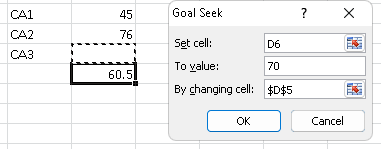 CA1 45
CA2 76
CA3
60.5
Goal Seek
Set cell: D6
To value: 70
By changing cell: $D$5
OK Cancel